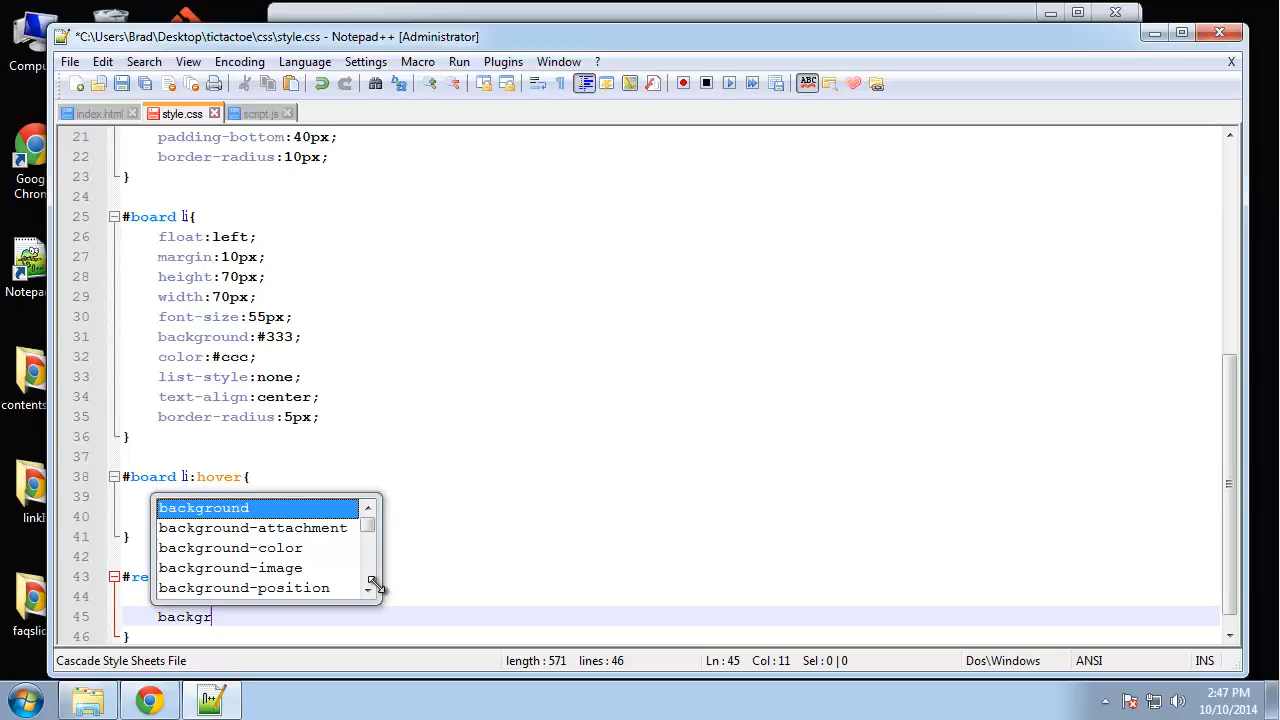 *C:\Users\Brad\Desktop\tictactoe\css\style.css - Notepad++ [Administrator]
File Edit Search View Encoding Language Settings Macro Run Plugins Window ? X
index.html style.css script.js
21 padding-bottom:40px;
22 border-radius:10px;
23 }
24
25 #board li{
26 float:left;
27 margin:10px;
28 height:70px;
29 width:70px;
30 font-size:55px;
31 background:#333;
32 color:#ccc;
33 list-style:none;
34 text-align:center;
35 border-radius:5px;
36 }
37
38 #board li:hover{
39
40
41 }
42
43 #re
44
45 backgr
46 }
background
background-attachment
background-color
background-image
background-position
Cascade Style Sheets File length : 571 lines : 46 Ln : 45 Col : 11 Sel : 0 | 0 Dos\Windows ANSI INS
Compu
Goog
Chron
Notepa
contents
linkI
faqslid
ABC
2:47 PM
10/10/2014